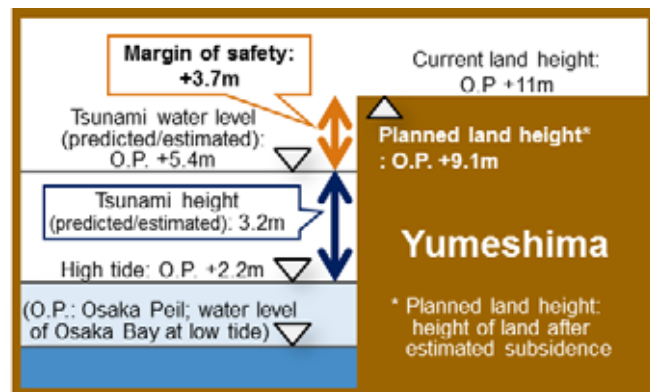 Margin of safety:
+3.7m
Current land height:
O.P +11m
Tsunami water level
(predicted/estimated):
O.P. +5.4m
Planned land height*
: O.P. +9.1m
Tsunami height
(predicted/estimated): 3.2m
Yumeshima
High tide: O.P. +2.2m
(O.P.: Osaka Peil; water level
of Osaka Bay at low tide)
* Planned land height:
height of land after
estimated subsidence